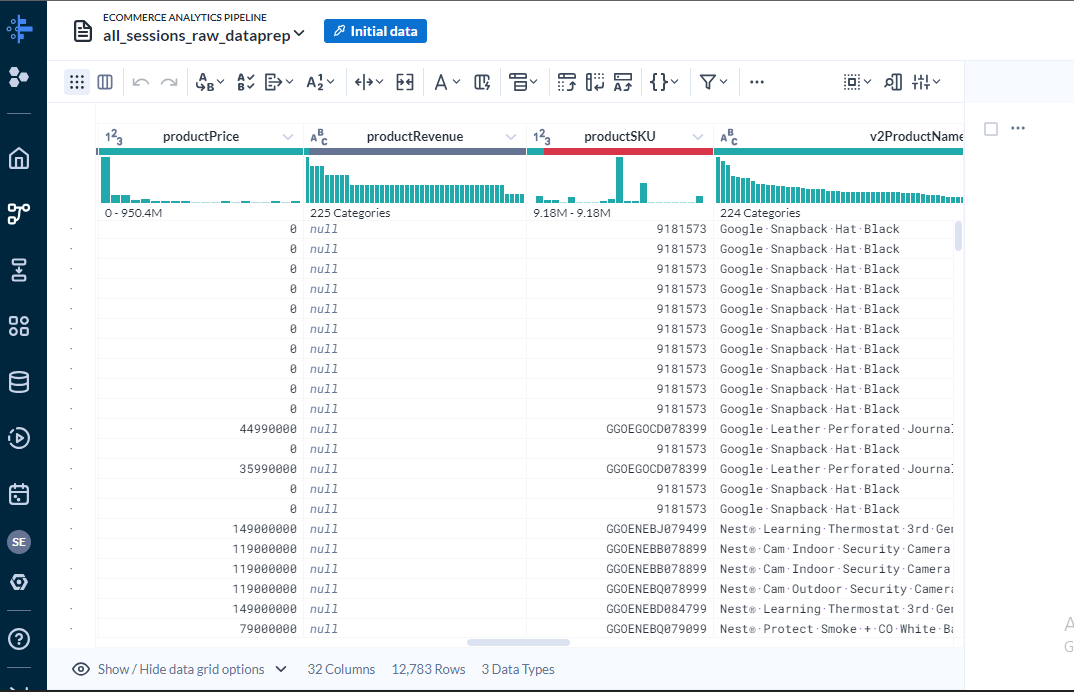 ECOMMERCE ANALYTICS PIPELINE
all_sessions_raw_dataprep
Initial data
productPrice productRevenue productSKU v2ProductName
0 - 950.4M 225 Categories 9.18M - 9.18M 224 Categories
0 null 9181573 Google·Snapback·Hat·Black
0 null 9181573 Google·Snapback·Hat·Black
0 null 9181573 Google·Snapback·Hat·Black
0 null 9181573 Google·Snapback·Hat·Black
0 null 9181573 Google·Snapback·Hat·Black
0 null 9181573 Google·Snapback·Hat·Black
0 null 9181573 Google·Snapback·Hat·Black
0 null 9181573 Google·Snapback·Hat·Black
0 null 9181573 Google·Snapback·Hat·Black
0 null 9181573 Google·Snapback·Hat·Black
44990000 null GGOEGOCD078399 Google·Leather·Perforated·Journa
0 null 9181573 Google·Snapback·Hat·Black
35990000 null GGOEGOCD078399 Google·Leather·Perforated·Journa
0 null 9181573 Google·Snapback·Hat·Black
0 null 9181573 Google·Snapback·Hat·Black
149000000 null GGOENEBJ079499 Nest®·Learning·Thermostat·3rd·Ge
119000000 null GGOENEBB078899 Nest®·Cam·Indoor·Security·Camera
119000000 null GGOENEBB078899 Nest®·Cam·Indoor·Security·Camera
119000000 null GGOENEBQ078999 Nest®·Cam·Outdoor·Security·Camera
149000000 null GGOENEBD084799 Nest®·Learning·Thermostat·3rd·Ge
79000000 null GGOENEBQ079099 Nest®·Protect·Smoke·+·CO·White·Ba
SE
Show / Hide data grid options 32 Columns 12,783 Rows 3 Data Types